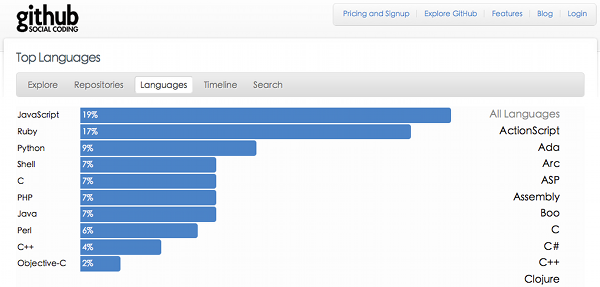 github
SOCIAL CODING
Pricing and Signup Explore GitHub Features Blog Login
Top Languages
Explore Repositories Languages Timeline Search
JavaScript 19%
Ruby 17%
Python 9%
Shell 7%
C 7%
PHP 7%
Java 7%
Perl 6%
C++ 4%
Objective-C 2%
All Languages
ActionScript
Ada
Arc
ASP
Assembly
Boo
C
C#
C++
Clojure